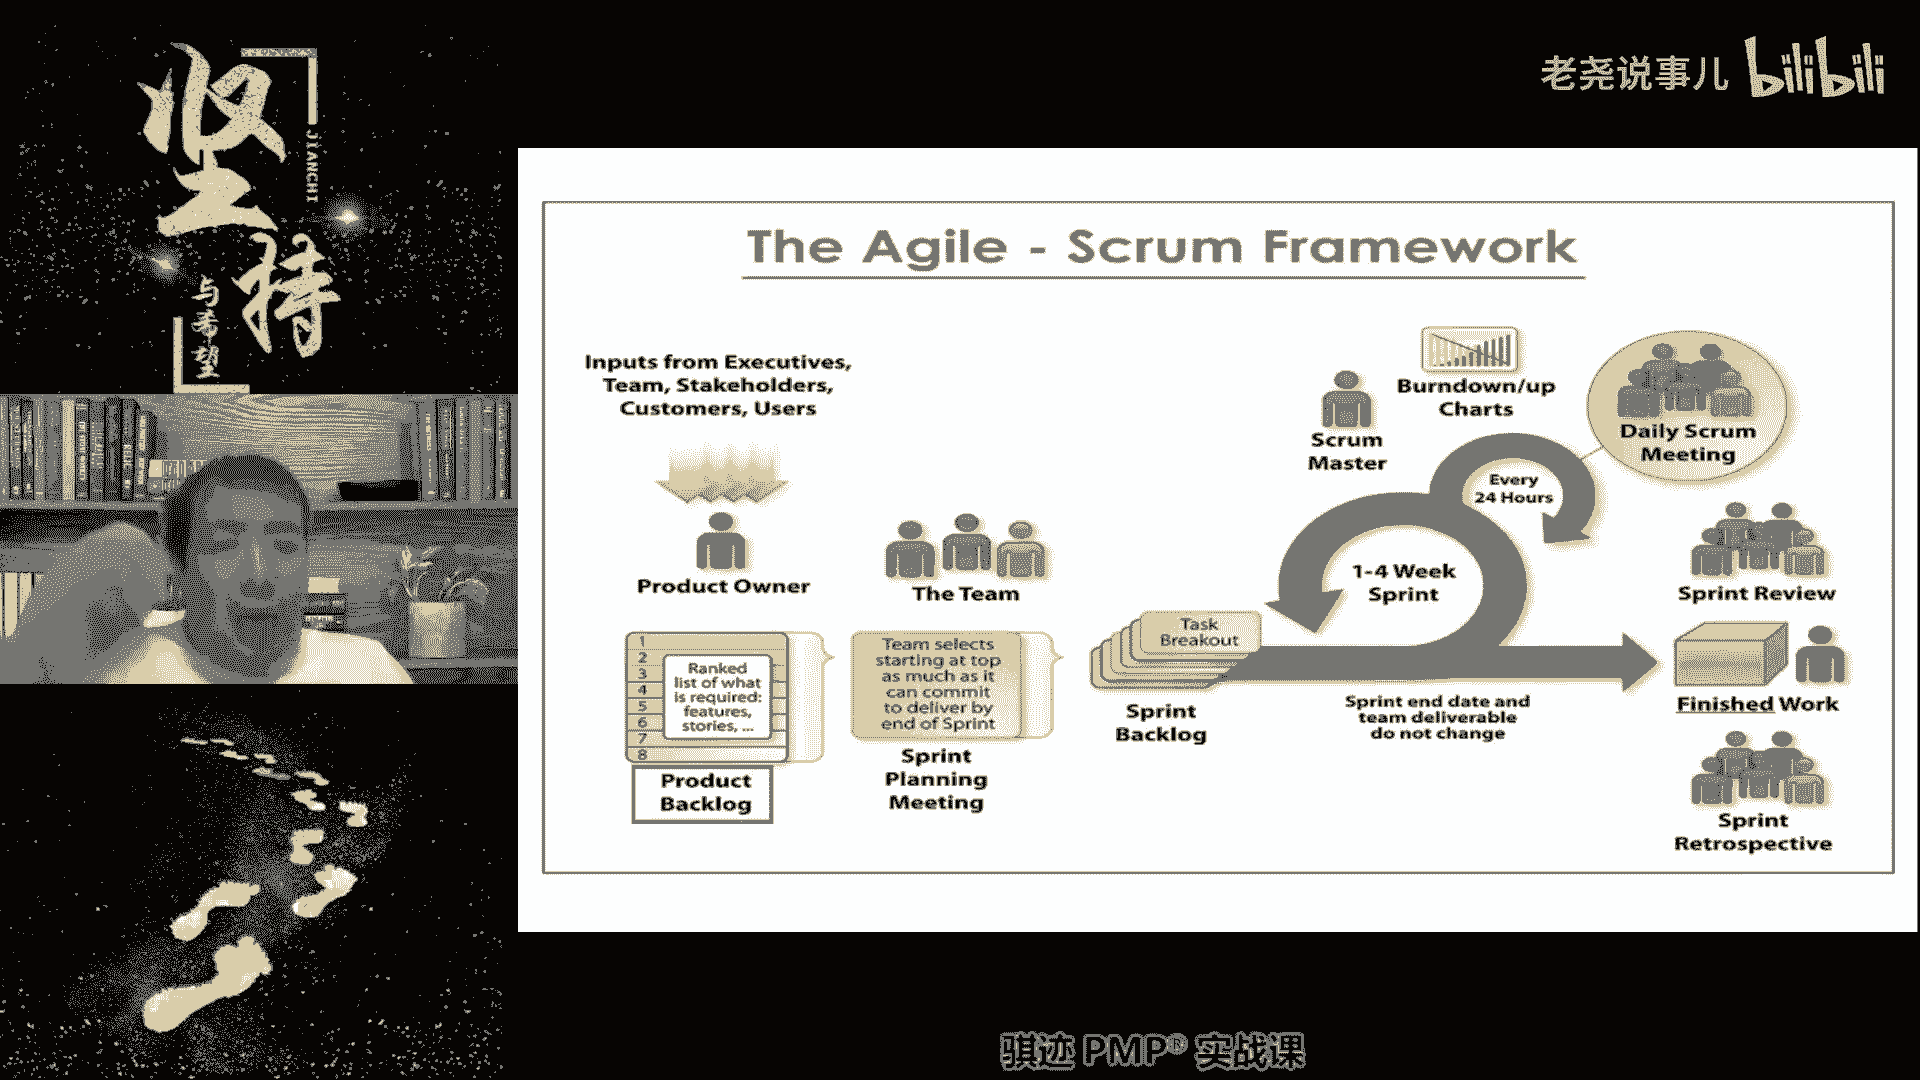 坚持
JIANCHI
与希望
老尧说事儿 bilibili
The Agile - Scrum Framework
Inputs from Executives,
Team, Stakeholders,
Customers, Users
Product Owner
The Team
1
2
3
4
5
6
7
8
Ranked
list of what
is required:
features,
stories, ...
Product
Backlog
Team selects
starting at top
as much as it
can commit
to deliver by
end of Sprint
Sprint
Planning
Meeting
Task
Breakout
Sprint
Backlog
Scrum
Master
Burndown/up
Charts
Every
24 Hours
Daily Scrum
Meeting
1-4 Week
Sprint
Sprint end date and
team deliverable
do not change
Sprint Review
Finished Work
Sprint
Retrospective
骐迹 PMP® 实战课